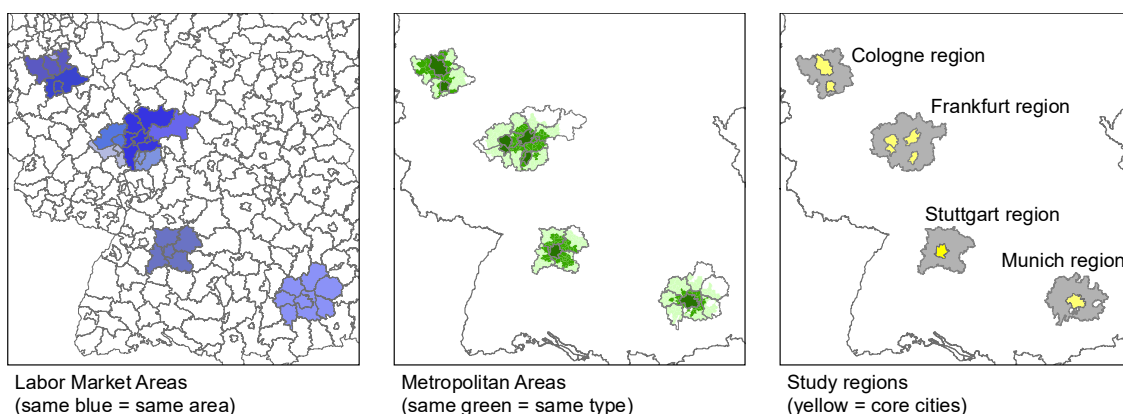 Cologne region
Frankfurt region
Stuttgart region
Munich region
Labor Market Areas
(same blue = same area)
Metropolitan Areas
(same green = same type)
Study regions
(yellow = core cities)